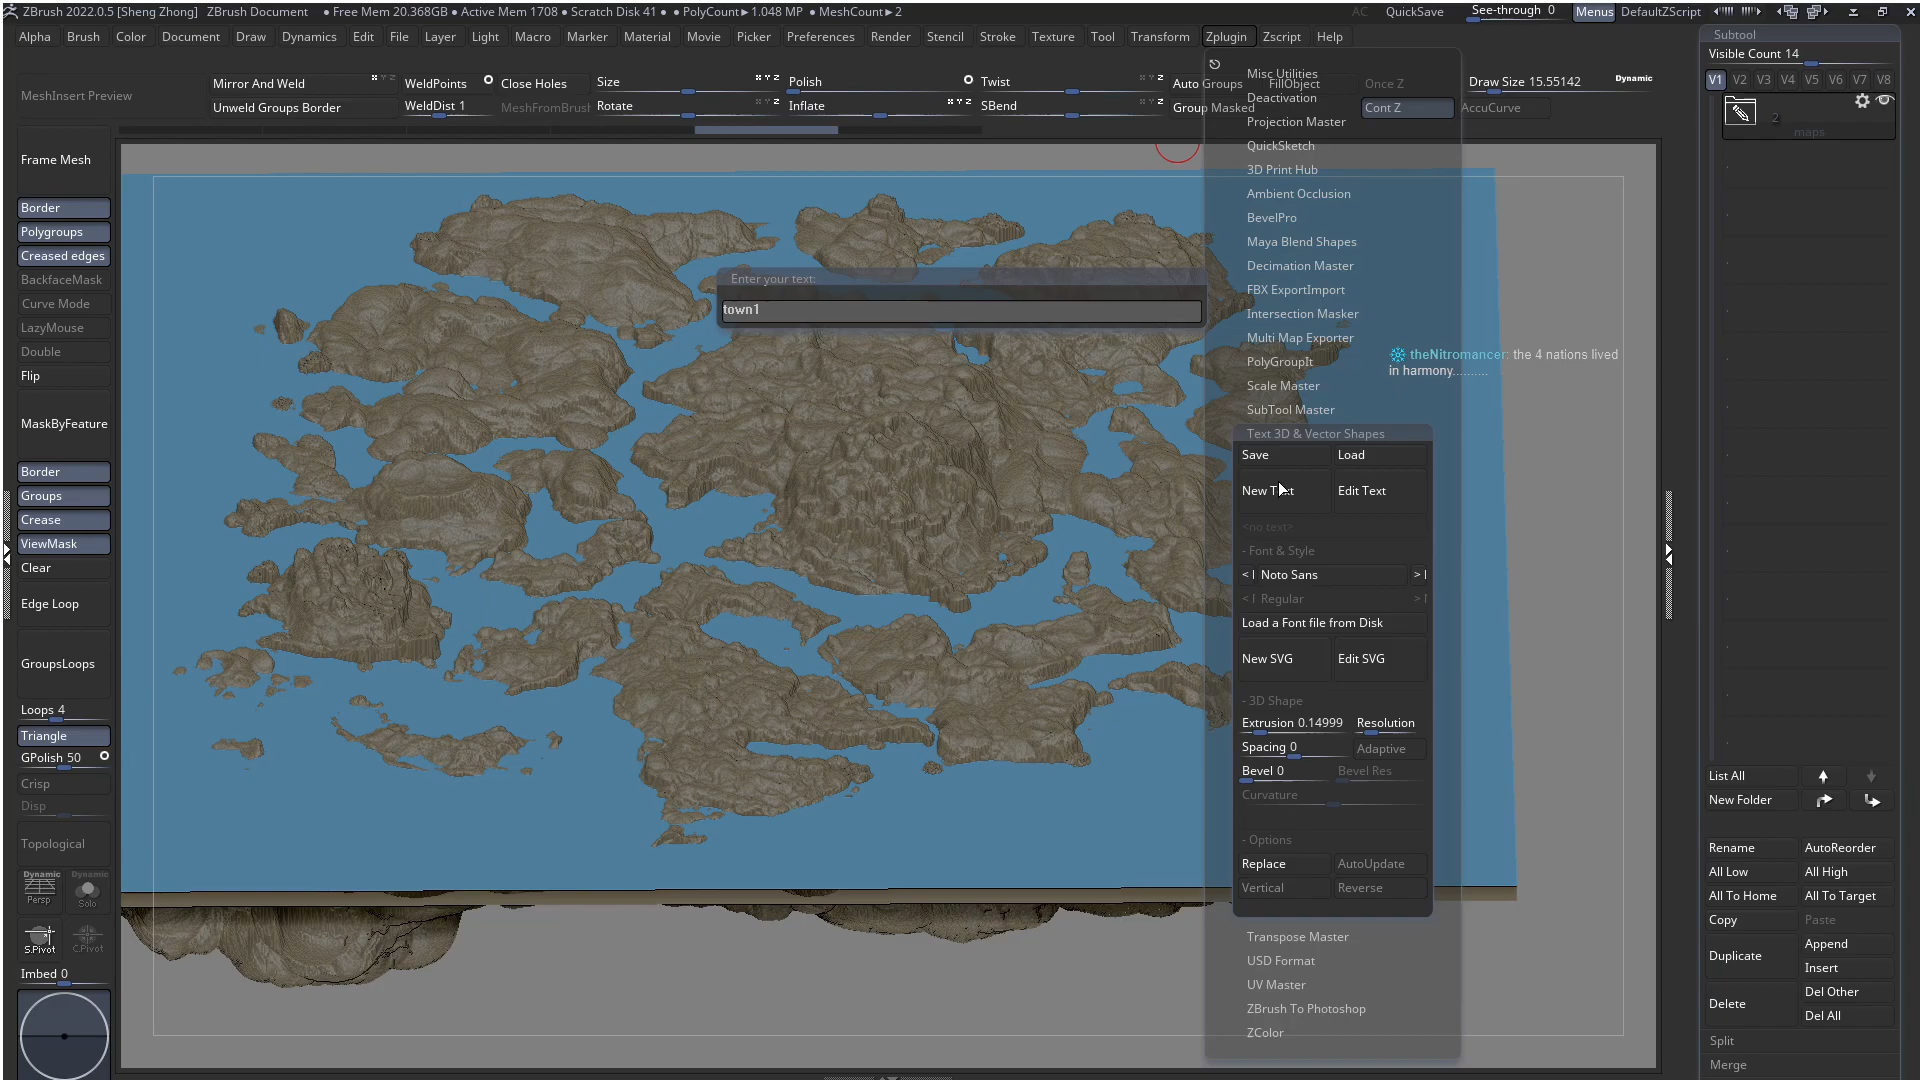 ZBrush 2022.0.5 [Sheng Zhong] ZBrush Document • Free Mem 20.368GB • Active Mem 1708 • Scratch Disk 41 • • PolyCount► 1.048 MP • MeshCount► 2 AC QuickSave See-through 0 Menus DefaultZScript
Alpha Brush Color Document Draw Dynamics Edit File Layer Light Macro Marker Material Movie Picker Preferences Render Stencil Stroke Texture Tool Transform Zplugin Zscript Help
MeshInsert Preview
Mirror And Weld WeldPoints Close Holes Size Polish Twist Auto Groups FillObject Once Z Draw Size 15.55142 Dynamic
Unweld Groups Border WeldDist 1 MeshFromBrush Rotate Inflate SBend Group Masked Cont Z AccuCurve
Frame Mesh
Border
Polygroups
Creased edges
BackfaceMask
Curve Mode
LazyMouse
Double
Flip
MaskByFeature
Border
Groups
Crease
ViewMask
Clear
Edge Loop
GroupsLoops
Loops 4
Triangle
GPolish 50
Crisp
Disp
Topological
Dynamic Dynamic
Persp Solo
S.Pivot C.Pivot
Imbed 0
Enter your text:
town1
Misc Utilities
Deactivation
Projection Master
QuickSketch
3D Print Hub
Ambient Occlusion
BevelPro
Maya Blend Shapes
Decimation Master
FBX ExportImport
Intersection Masker
Multi Map Exporter
PolyGroupIt
Scale Master
SubTool Master
Text 3D & Vector Shapes
Save Load
New Text Edit Text
<no text>
- Font & Style
Noto Sans
Regular
Load a Font file from Disk
New SVG Edit SVG
- 3D Shape
Extrusion 0.14999 Resolution
Spacing 0 Adaptive
Bevel 0 Bevel Res
Curvature
- Options
Replace AutoUpdate
Vertical Reverse
Transpose Master
USD Format
UV Master
ZBrush To Photoshop
ZColor
theNitromancer: the 4 nations lived
in harmony..........
Subtool
Visible Count 14
V1 V2 V3 V4 V5 V6 V7 V8
2
maps
List All
New Folder
Rename AutoReorder
All Low All High
All To Home All To Target
Copy Paste
Duplicate Append
Insert
Delete Del Other
Del All
Split
Merge